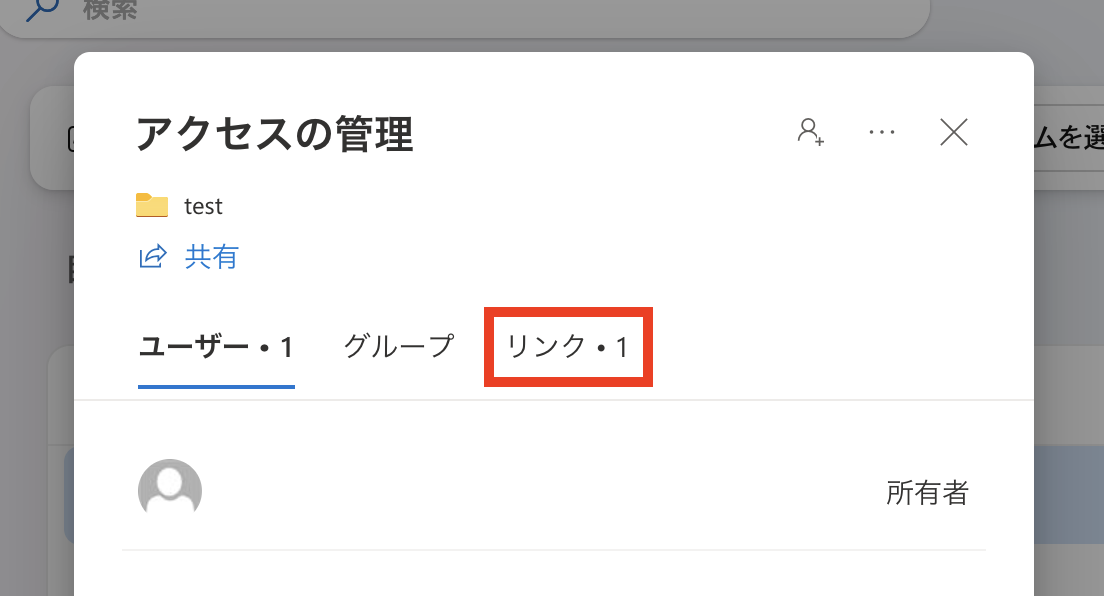 検索
アクセスの管理
ムを選
test
共有
ユーザー・1 グループ リンク・1
所有者